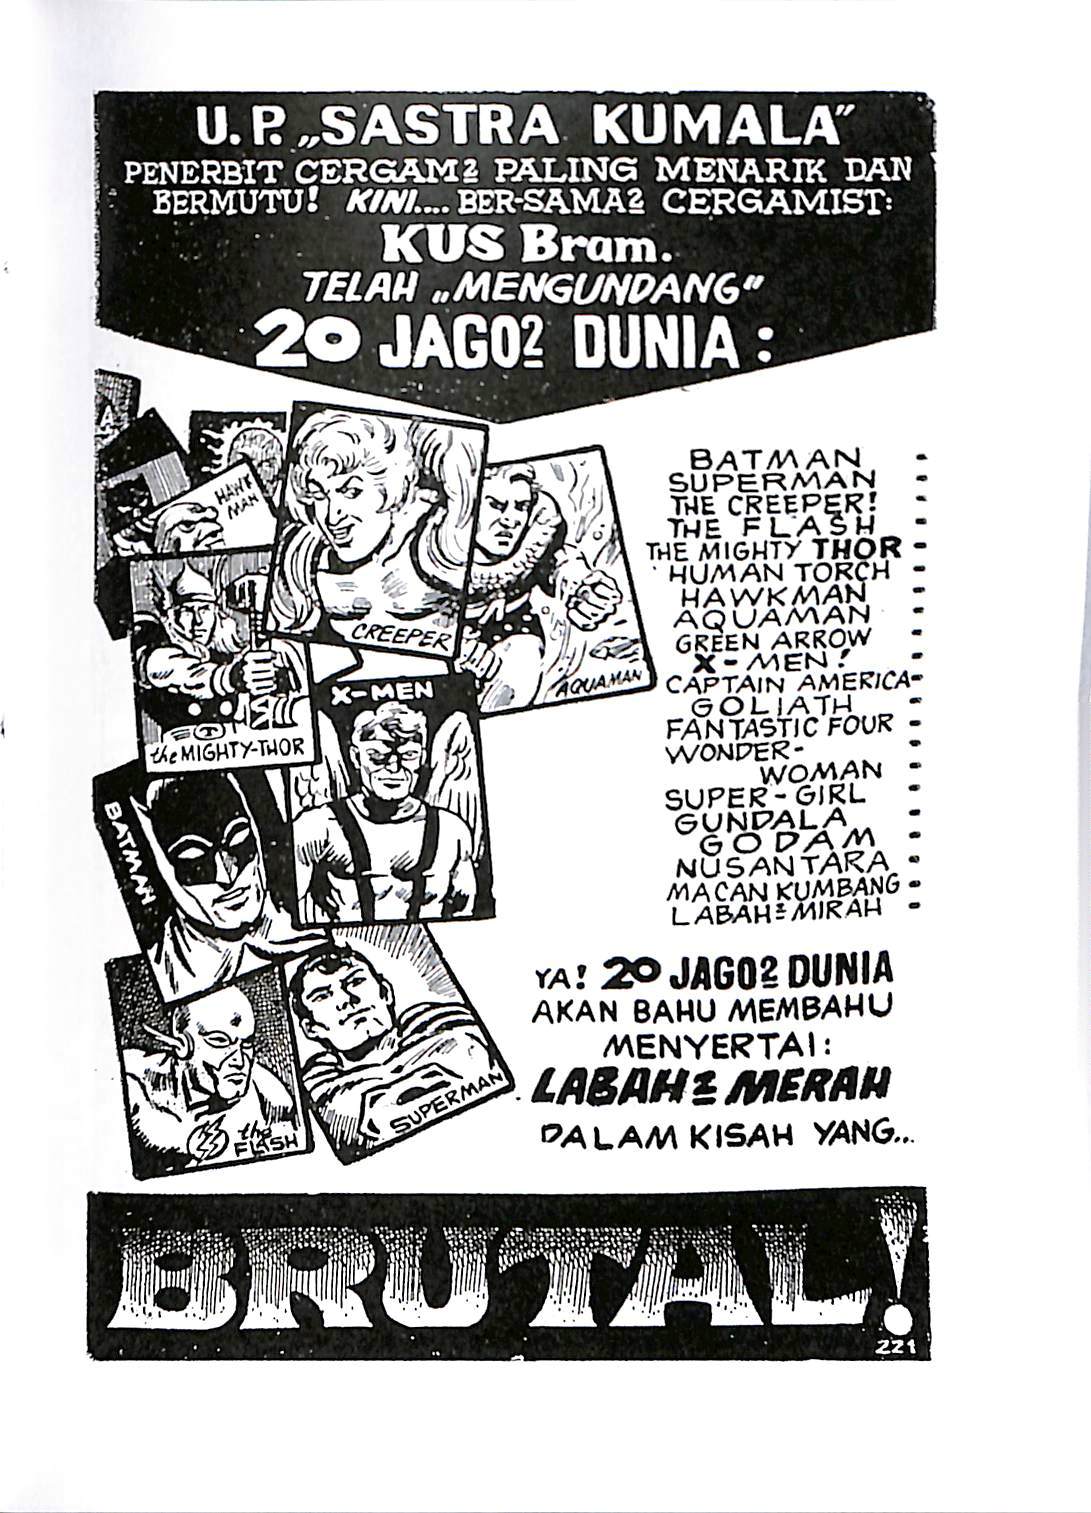 U.P. „SASTRA KUMALA"
PENERBIT CERGAM2 PALING MENARIK DAN
BERMUTU! KINI.... BER-SAMA2 CERGAMIST:
KUS Bram.
TELAH „MENGUNDANG"
20 JAGO2 DUNIA :
A
HAWK
MAN
CREEPER
AQUAMAN
T
the MIGHTY-THOR
X-MEN
BATMAN
the
FLASH
SUPERMAN
BATMAN -
SUPERMAN -
THE CREEPER! -
THE FLASH -
THE MIGHTY THOR -
HUMAN TORCH -
HAWKMAN -
AQUAMAN -
GREEN ARROW -
X-MEN! -
CAPTAIN AMERICA -
GOLIATH -
FANTASTIC FOUR -
WONDER- -
WOMAN -
SUPER-GIRL -
GUNDALA -
GODAM -
NUSANTARA -
MACAN KUMBANG -
LABAH2 MIRAH -
YA! 20 JAGO2 DUNIA
AKAN BAHU MEMBAHU
MENYERTAI:
LABAH2 MERAH
DALAM KISAH YANG...
BRUTAL!
221